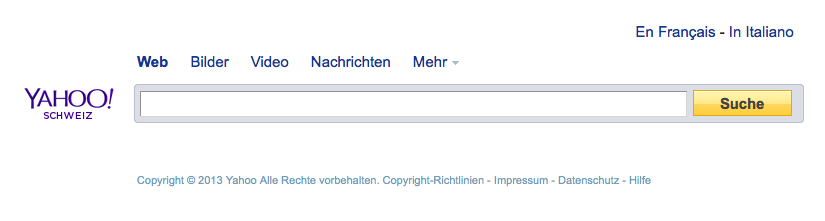 En Français - In Italiano
Web Bilder Video Nachrichten Mehr
YAHOO!
SCHWEIZ
Suche
Copyright © 2013 Yahoo Alle Rechte vorbehalten. Copyright-Richtlinien - Impressum - Datenschutz - Hilfe